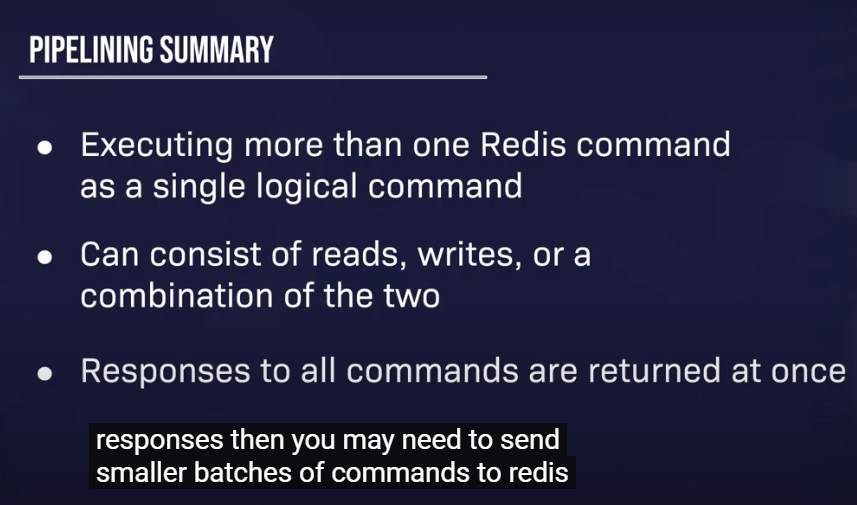 PIPELINING SUMMARY
● Executing more than one Redis command
as a single logical command
● Can consist of reads, writes, or a
combination of the two
● Responses to all commands are returned at once
responses then you may need to send
smaller batches of commands to redis